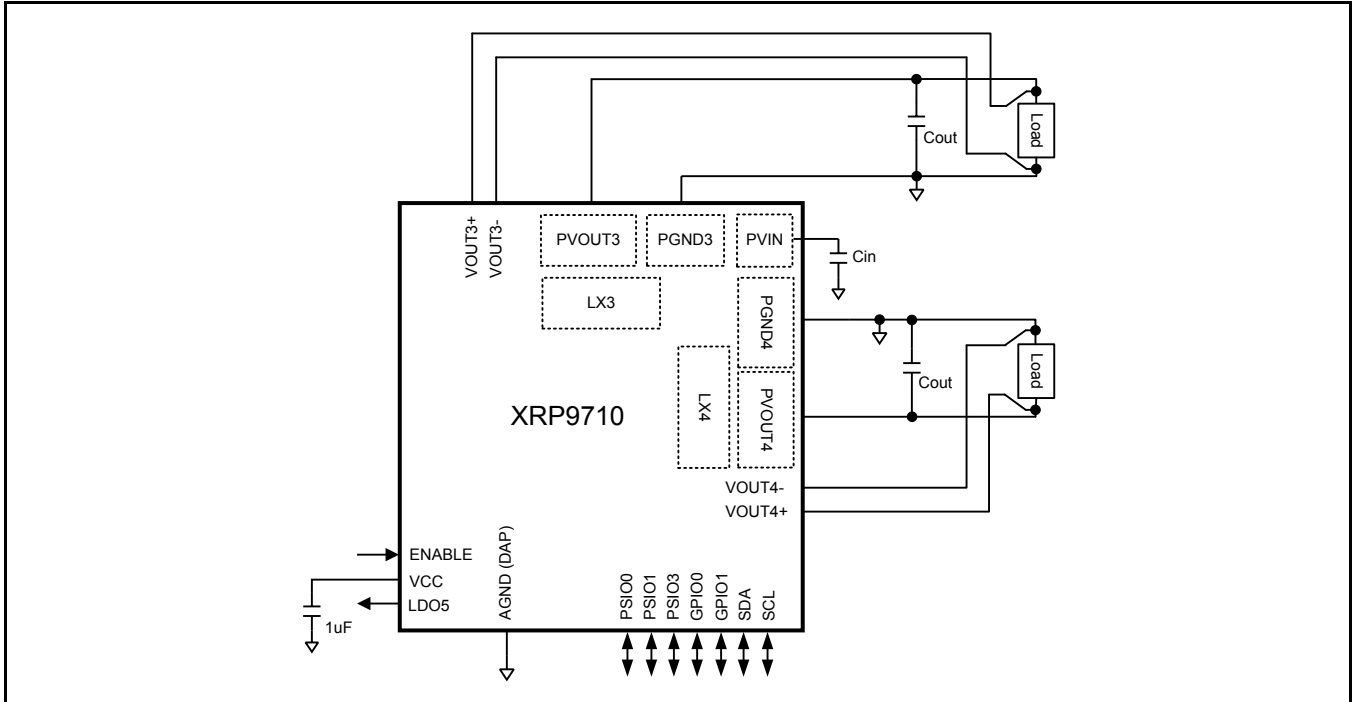 Cout
Load
VOUT3+
VOUT3-
PVOUT3
PGND3
PVIN
Cin
LX3
PGND4
Load
Cout
LX4
PVOUT4
XRP9710
VOUT4-
VOUT4+
ENABLE
VCC
LDO5
1uF
AGND (DAP)
PSIO0
PSIO1
PSIO3
GPIO0
GPIO1
SDA
SCL